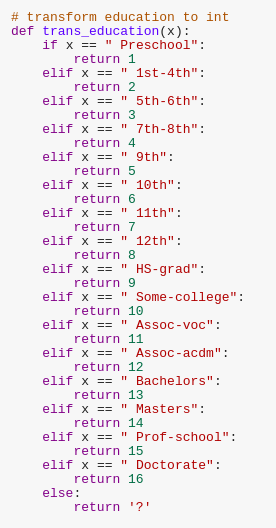 # transform education to int
def trans_education(x):
    if x == " Preschool":
        return 1
    elif x == " 1st-4th":
        return 2
    elif x == " 5th-6th":
        return 3
    elif x == " 7th-8th":
        return 4
    elif x == " 9th":
        return 5
    elif x == " 10th":
        return 6
    elif x == " 11th":
        return 7
    elif x == " 12th":
        return 8
    elif x == " HS-grad":
        return 9
    elif x == " Some-college":
        return 10
    elif x == " Assoc-voc":
        return 11
    elif x == " Assoc-acdm":
        return 12
    elif x == " Bachelors":
        return 13
    elif x == " Masters":
        return 14
    elif x == " Prof-school":
        return 15
    elif x == " Doctorate":
        return 16
    else:
        return '?'